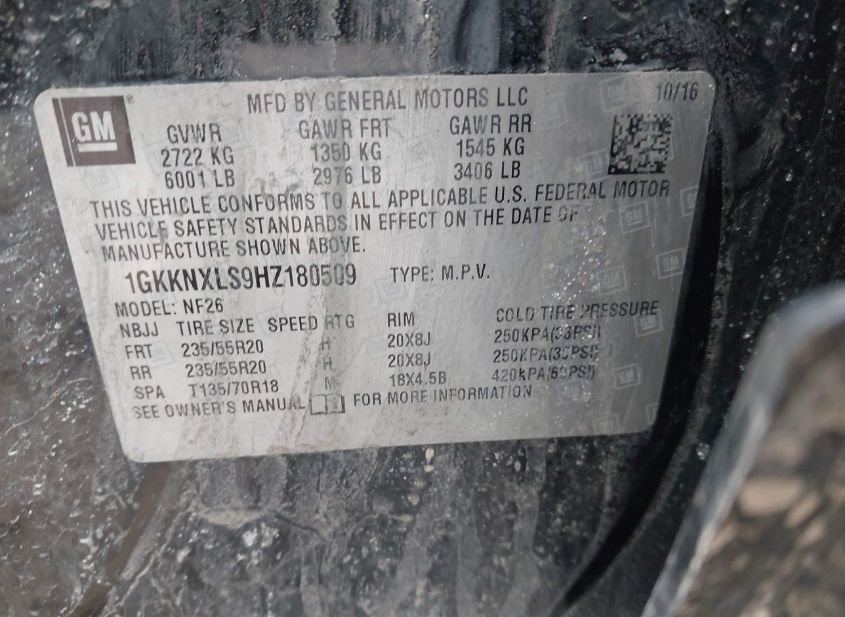 MFD BY GENERAL MOTORS LLC 10/16
GM
GVWR GAWR FRT GAWR RR
2722 KG 1350 KG 1545 KG
6001 LB 2976 LB 3406 LB
THIS VEHICLE CONFORMS TO ALL APPLICABLE U.S. FEDERAL MOTOR
VEHICLE SAFETY STANDARDS IN EFFECT ON THE DATE OF
MANUFACTURE SHOWN ABOVE.
1GKKNXLS9HZ180509 TYPE: M.P.V.
MODEL: NF26
NBJJ TIRE SIZE SPEED RTG RIM COLD TIRE PRESSURE
FRT 235/55R20 H 20X8J 250KPA(36PSI)
RR 235/55R20 H 20X8J 250KPA(36PSI)
SPA T135/70R18 M 18X4.5B 420KPA(60PSI)
SEE OWNER'S MANUAL FOR MORE INFORMATION.